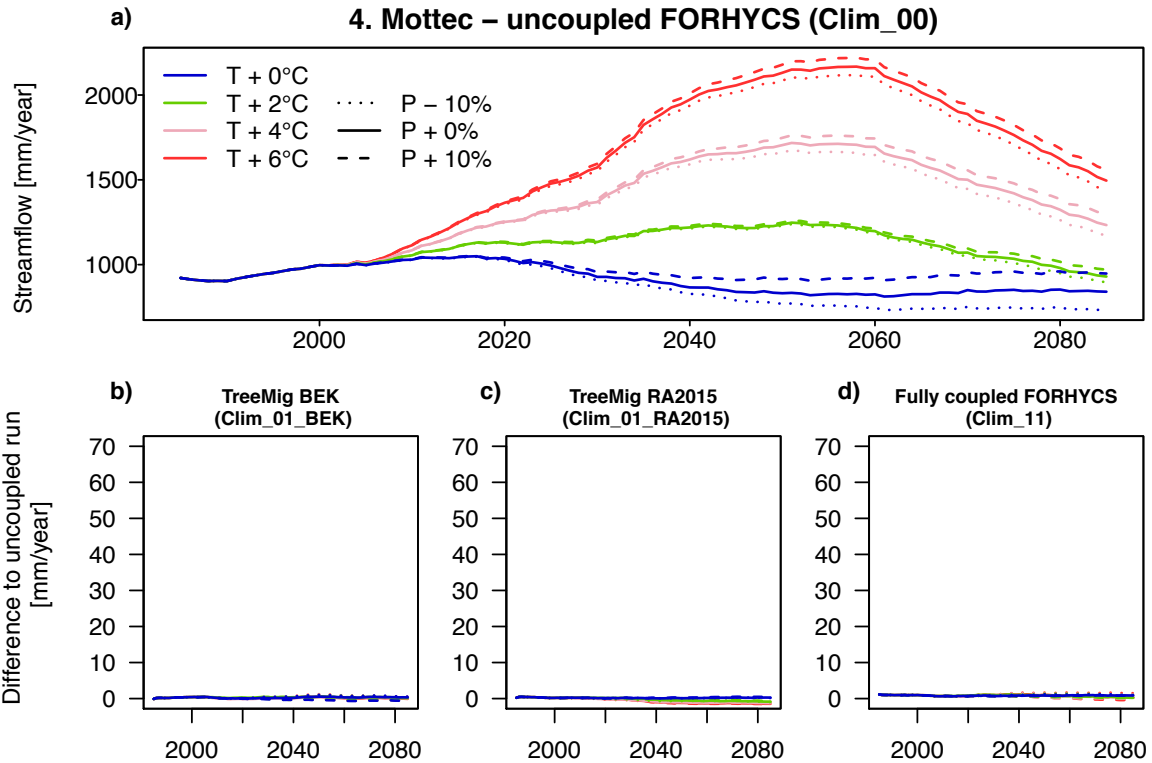 a)
4. Mottec – uncoupled FORHYCS (Clim_00)
Streamflow [mm/year]
2000
1500
1000
T + 0°C
T + 2°C
T + 4°C
T + 6°C
P − 10%
P + 0%
P + 10%
2000 2020 2040 2060 2080
b)
TreeMig BEK
(Clim_01_BEK)
c)
TreeMig RA2015
(Clim_01_RA2015)
d)
Fully coupled FORHYCS
(Clim_11)
Difference to uncoupled run
[mm/year]
70
60
50
40
30
20
10
0
2000 2040 2080
70
60
50
40
30
20
10
0
2000 2040 2080
70
60
50
40
30
20
10
0
2000 2040 2080